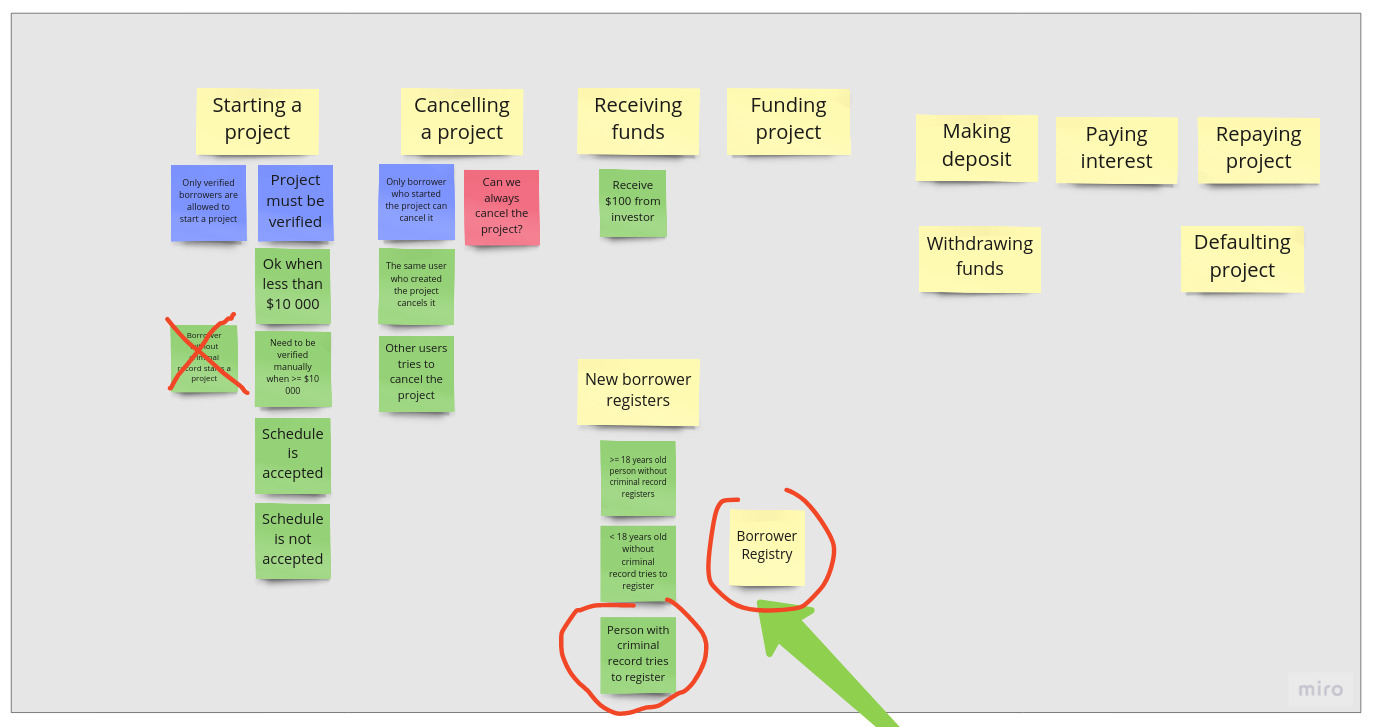 Starting a
project
Only verified
borrowers are
allowed to
start a project
Project
must be
verified
Ok when
less than
$10 000
Borrower
without
criminal
record starts a
project
Need to be
verified
manually
when >= $10
000
Schedule
is
accepted
Schedule
is not
accepted
Cancelling
a project
Only borrower
who started
the project can
cancel it
Can we
always
cancel the
project?
The same user
who created
the project
cancels it
Other users
tries to
cancel the
project
Receiving
funds
Receive
$100 from
investor
Funding
project
New borrower
registers
>= 18 years old
person without
criminal record
registers
< 18 years old
without
criminal
record tries to
register
Person with
criminal
record tries
to register
Borrower
Registry
Making
deposit
Paying
interest
Repaying
project
Withdrawing
funds
Defaulting
project
miro